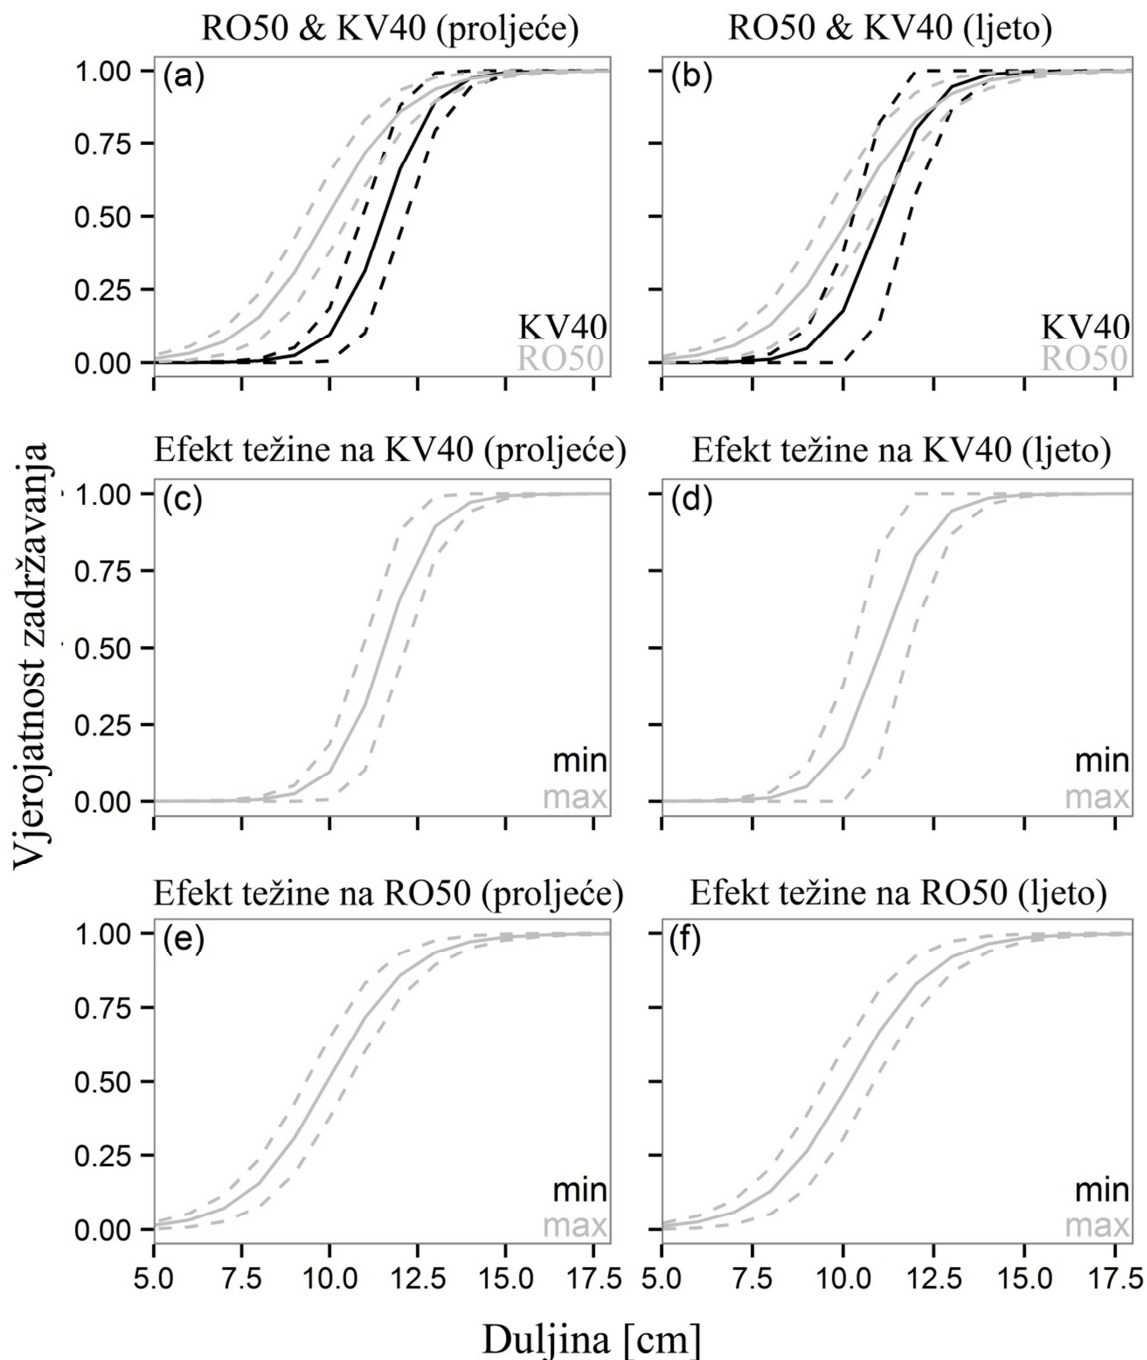 RO50 & KV40 (proljeće)
RO50 & KV40 (ljeto)
(a)
1.00
0.75
0.50
0.25
0.00
KV40
RO50
(b)
KV40
RO50
Vjerojatnost zadržavanja
Efekt težine na KV40 (proljeće)
Efekt težine na KV40 (ljeto)
(c)
1.00
0.75
0.50
0.25
0.00
min
max
(d)
min
max
Efekt težine na RO50 (proljeće)
Efekt težine na RO50 (ljeto)
(e)
1.00
0.75
0.50
0.25
0.00
min
max
(f)
min
max
5.0 7.5 10.0 12.5 15.0 17.5
5.0 7.5 10.0 12.5 15.0 17.5
Duljina [cm]